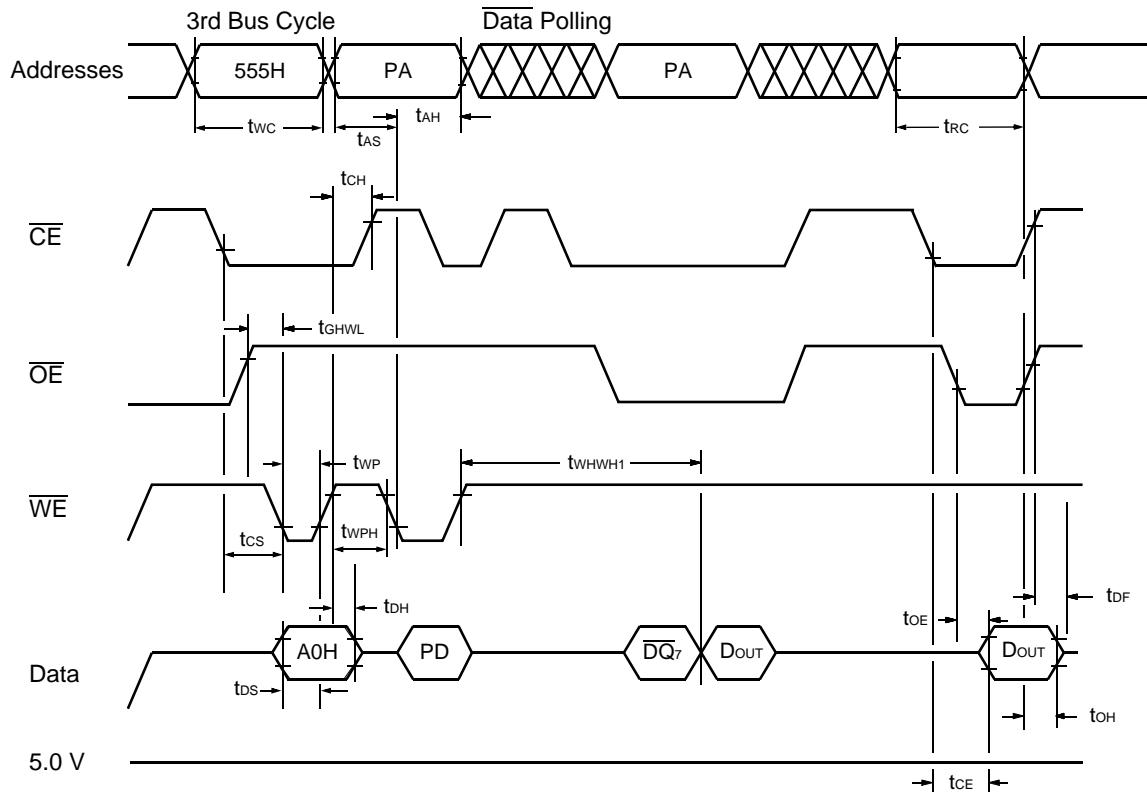 3rd Bus Cycle Data Polling
Addresses 555H PA PA
tWC tAS tAH tRC
tCH
CE
tGHWL
OE
tWP tWHWH1
WE
tCS tWPH
tDH tOE tDF
Data A0H PD DQ7 DOUT DOUT
tDS tOH
5.0 V
tCE